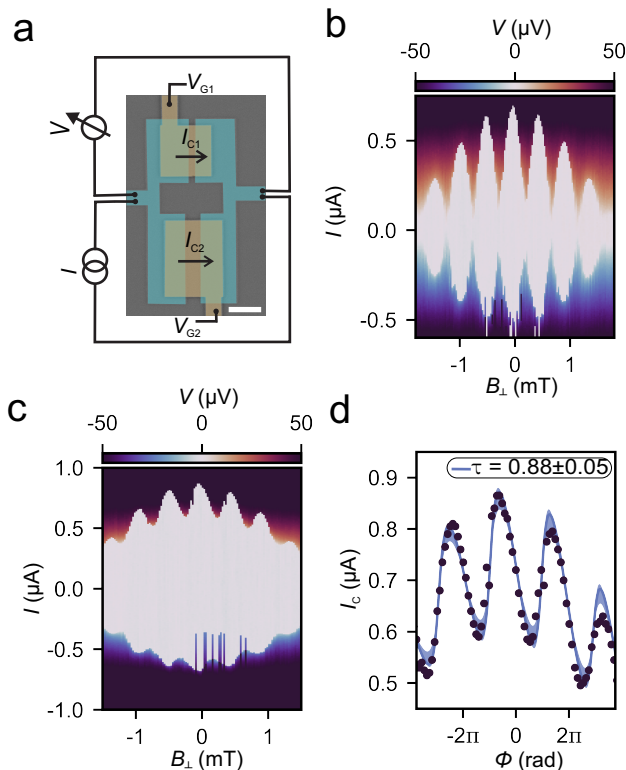 a
V_G1
V
I_C1
I_C2
I
V_G2
b
V (µV)
-50 0 50
I (µA)
0.5
0.0
-0.5
-1 0 1
B⊥ (mT)
c
V (µV)
-50 0 50
I (µA)
1.0
0.5
0.0
-0.5
-1.0
-1 0 1
B⊥ (mT)
d
τ = 0.88±0.05
I_C (µA)
0.9
0.8
0.7
0.6
0.5
-2π 0 2π
Φ (rad)